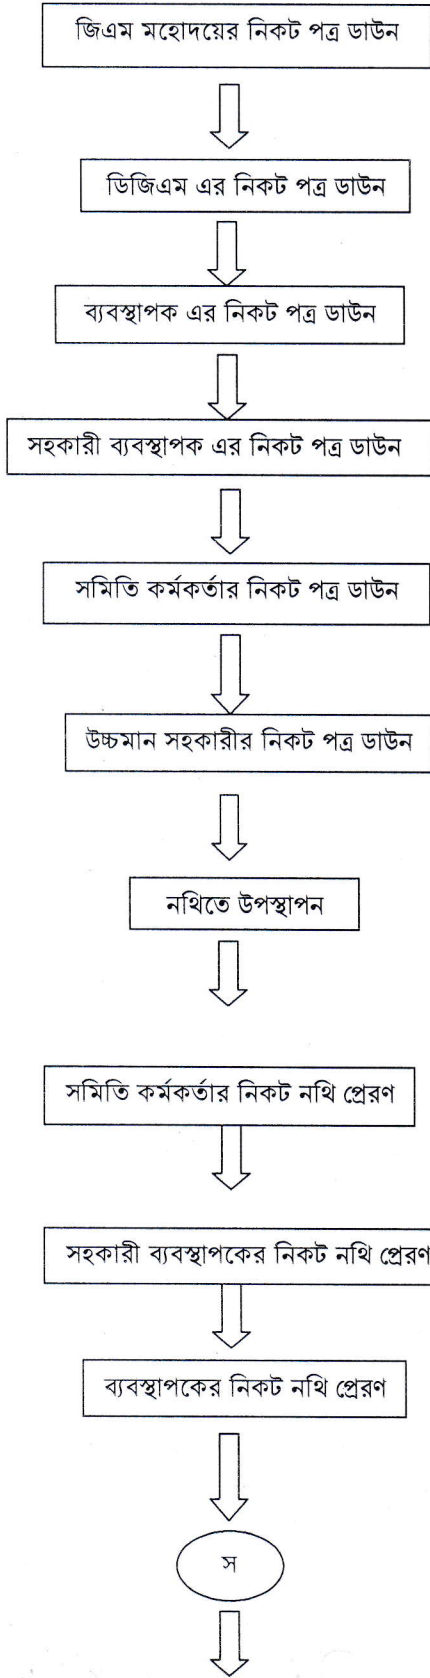 জিএম মহোদয়ের নিকট পত্র ডাউন
ডিজিএম এর নিকট পত্র ডাউন
ব্যবস্থাপক এর নিকট পত্র ডাউন
সহকারী ব্যবস্থাপক এর নিকট পত্র ডাউন
সমিতি কর্মকর্তার নিকট পত্র ডাউন
উচ্চমান সহকারীর নিকট পত্র ডাউন
নথিতে উপস্থাপন
সমিতি কর্মকর্তার নিকট নথি প্রেরণ
সহকারী ব্যবস্থাপকের নিকট নথি প্রেরণ
ব্যবস্থাপকের নিকট নথি প্রেরণ
স